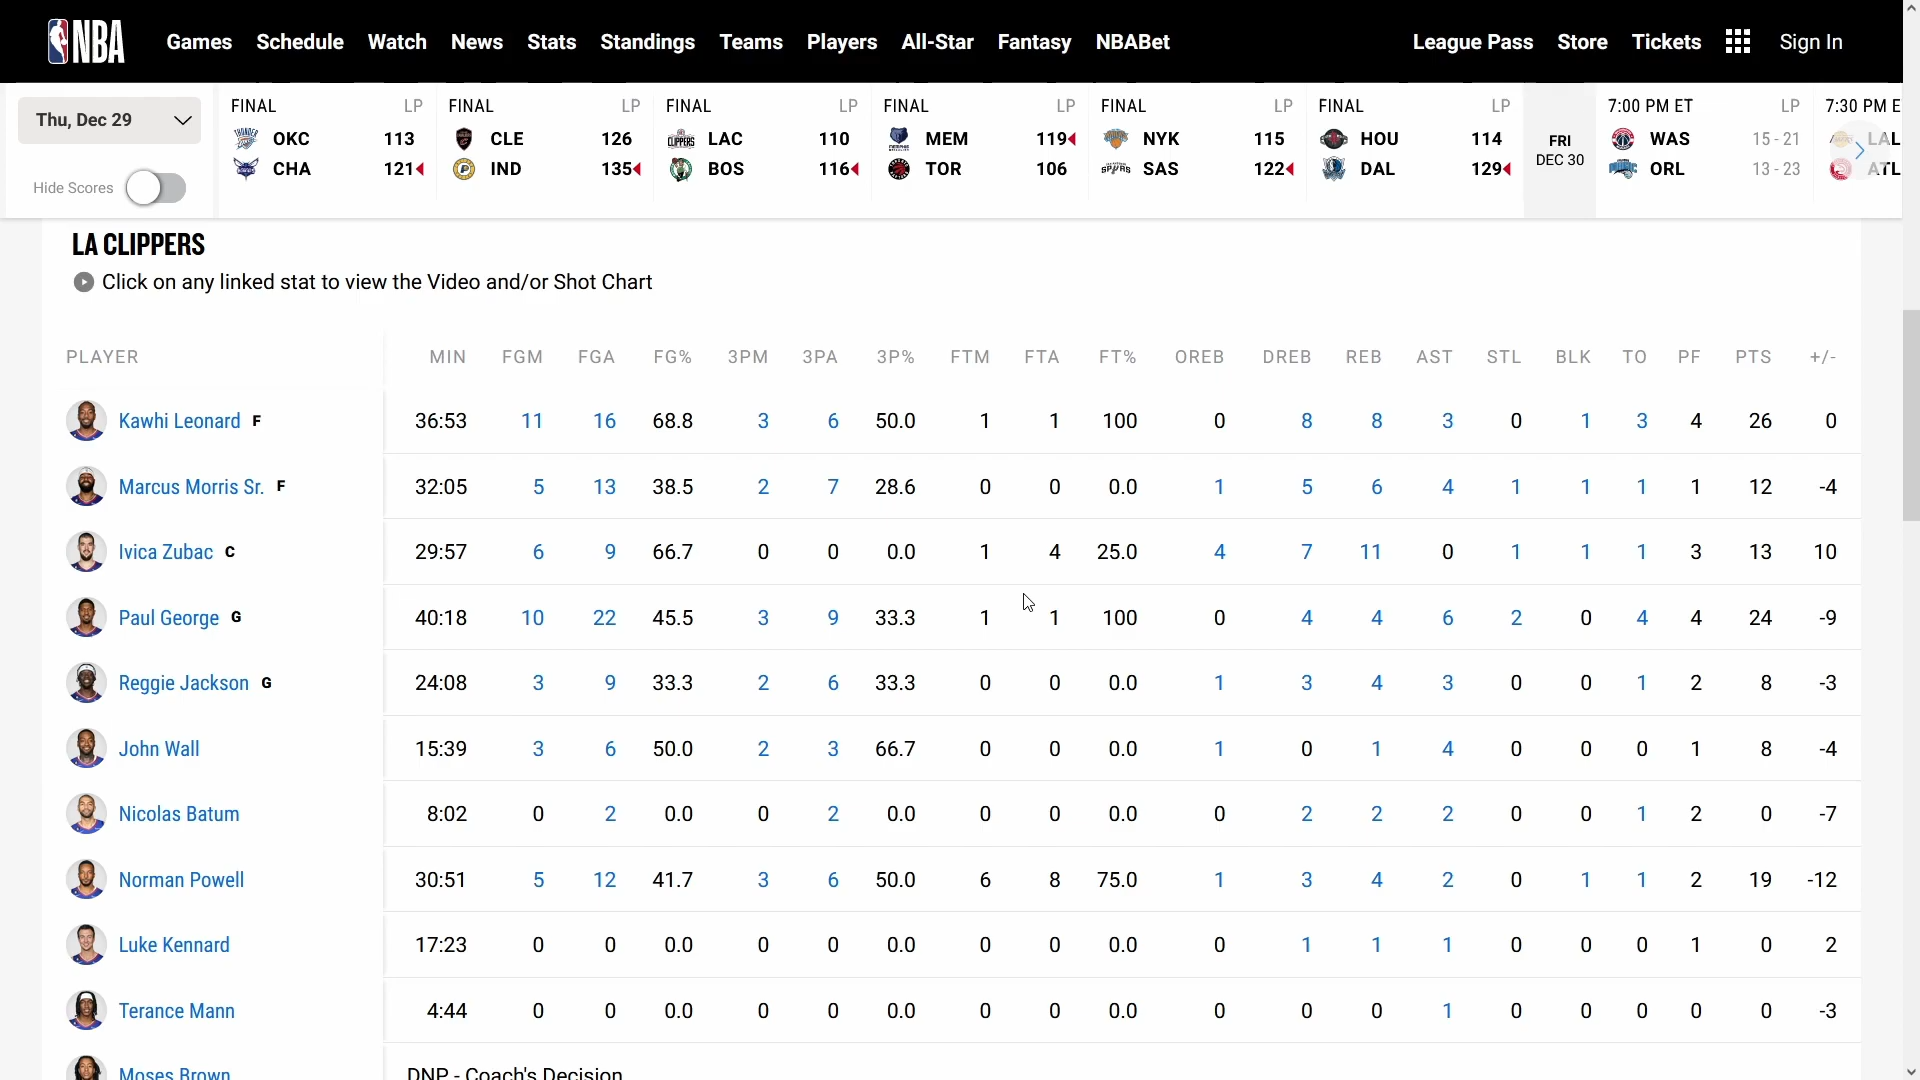 NBA Games Schedule Watch News Stats Standings Teams Players All-Star Fantasy NBABet League Pass Store Tickets Sign In
Thu, Dec 29
Hide Scores
FINAL LP
OKC 113
CHA 121
FINAL LP
CLE 126
IND 135
FINAL LP
LAC 110
BOS 116
FINAL LP
MEM 119
TOR 106
FINAL LP
NYK 115
SAS 122
FINAL LP
HOU 114
DAL 129
FRI
DEC 30
7:00 PM ET LP
WAS 15 - 21
ORL 13 - 23
7:30 PM E
LAL
ATL
LA CLIPPERS
Click on any linked stat to view the Video and/or Shot Chart
PLAYER MIN FGM FGA FG% 3PM 3PA 3P% FTM FTA FT% OREB DREB REB AST STL BLK TO PF PTS +/-
Kawhi Leonard F 36:53 11 16 68.8 3 6 50.0 1 1 100 0 8 8 3 0 1 3 4 26 0
Marcus Morris Sr. F 32:05 5 13 38.5 2 7 28.6 0 0 0.0 1 5 6 4 1 1 1 1 12 -4
Ivica Zubac C 29:57 6 9 66.7 0 0 0.0 1 4 25.0 4 7 11 0 1 1 1 3 13 10
Paul George G 40:18 10 22 45.5 3 9 33.3 1 1 100 0 4 4 6 2 0 4 4 24 -9
Reggie Jackson G 24:08 3 9 33.3 2 6 33.3 0 0 0.0 1 3 4 3 0 0 1 2 8 -3
John Wall 15:39 3 6 50.0 2 3 66.7 0 0 0.0 1 0 1 4 0 0 0 1 8 -4
Nicolas Batum 8:02 0 2 0.0 0 2 0.0 0 0 0.0 0 2 2 2 0 0 1 2 0 -7
Norman Powell 30:51 5 12 41.7 3 6 50.0 6 8 75.0 1 3 4 2 0 1 1 2 19 -12
Luke Kennard 17:23 0 0 0.0 0 0 0.0 0 0 0.0 0 1 1 1 0 0 0 1 0 2
Terance Mann 4:44 0 0 0.0 0 0 0.0 0 0 0.0 0 0 0 1 0 0 0 0 0 -3
Moses Brown DNP - Coach's Decision